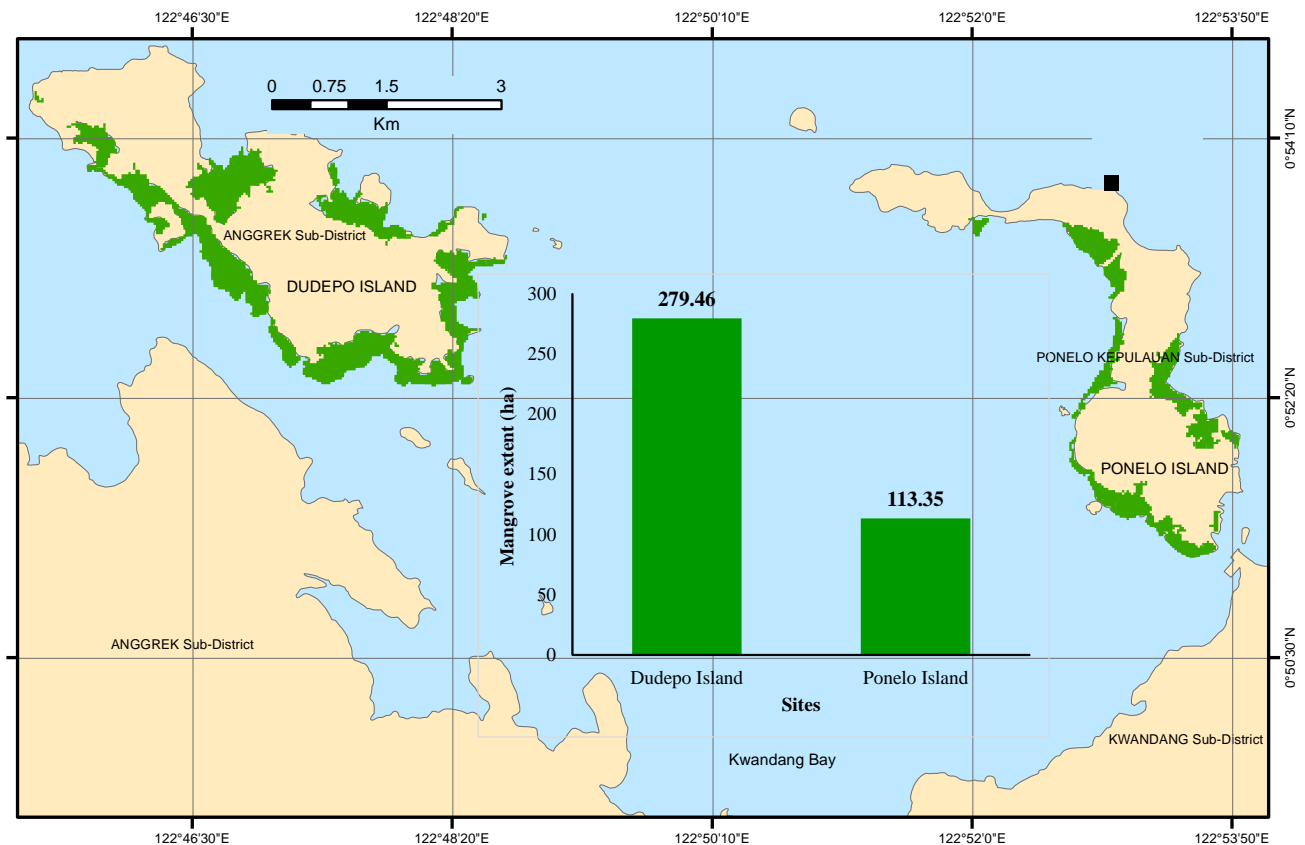 122°46'30"E
122°48'20"E
122°50'10"E
122°52'0"E
122°53'50"E
0 0.75 1.5 3
Km
0°54'10"N
ANGGREK Sub-District
DUDEPO ISLAND
300
279.46
250
PONELO KEPULAUAN Sub-District
0°52'20"N
200
Mangrove extent (ha)
150
PONELO ISLAND
113.35
100
50
ANGGREK Sub-District
0
0°50'30"N
Dudepo Island
Ponelo Island
Sites
KWANDANG Sub-District
Kwandang Bay
122°46'30"E
122°48'20"E
122°50'10"E
122°52'0"E
122°53'50"E